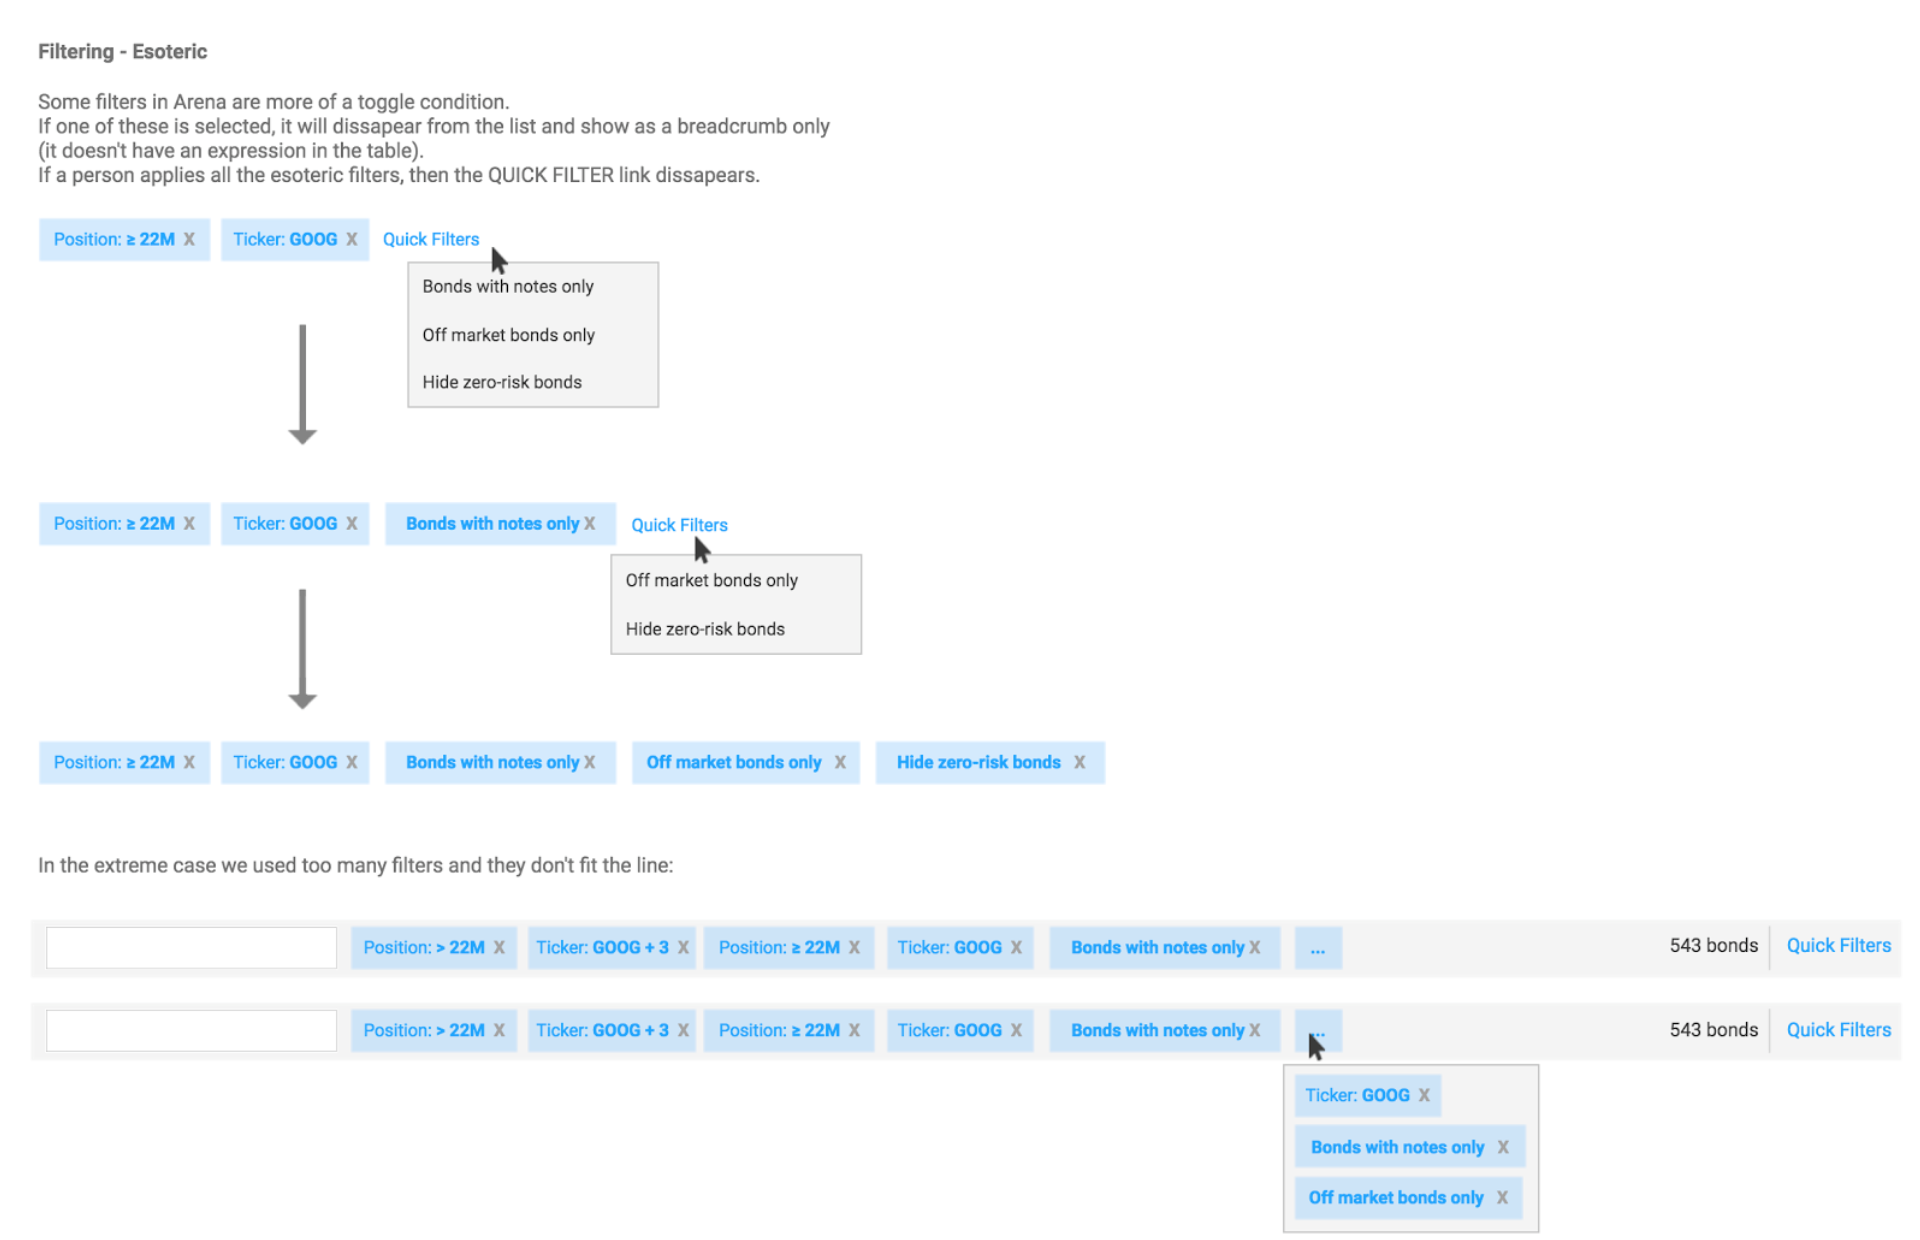 Filtering - Esoteric
Some filters in Arena are more of a toggle condition.
If one of these is selected, it will dissapear from the list and show as a breadcrumb only
(it doesn't have an expression in the table).
If a person applies all the esoteric filters, then the QUICK FILTER link dissapears.
Position: ≥ 22M X Ticker: GOOG X Quick Filters
Bonds with notes only
Off market bonds only
Hide zero-risk bonds
Position: ≥ 22M X Ticker: GOOG X Bonds with notes only X Quick Filters
Off market bonds only
Hide zero-risk bonds
Position: ≥ 22M X Ticker: GOOG X Bonds with notes only X Off market bonds only X Hide zero-risk bonds X
In the extreme case we used too many filters and they don't fit the line:
Position: > 22M X Ticker: GOOG + 3 X Position: ≥ 22M X Ticker: GOOG X Bonds with notes only X ... 543 bonds Quick Filters
Position: > 22M X Ticker: GOOG + 3 X Position: ≥ 22M X Ticker: GOOG X Bonds with notes only X ... 543 bonds Quick Filters
Ticker: GOOG X
Bonds with notes only X
Off market bonds only X